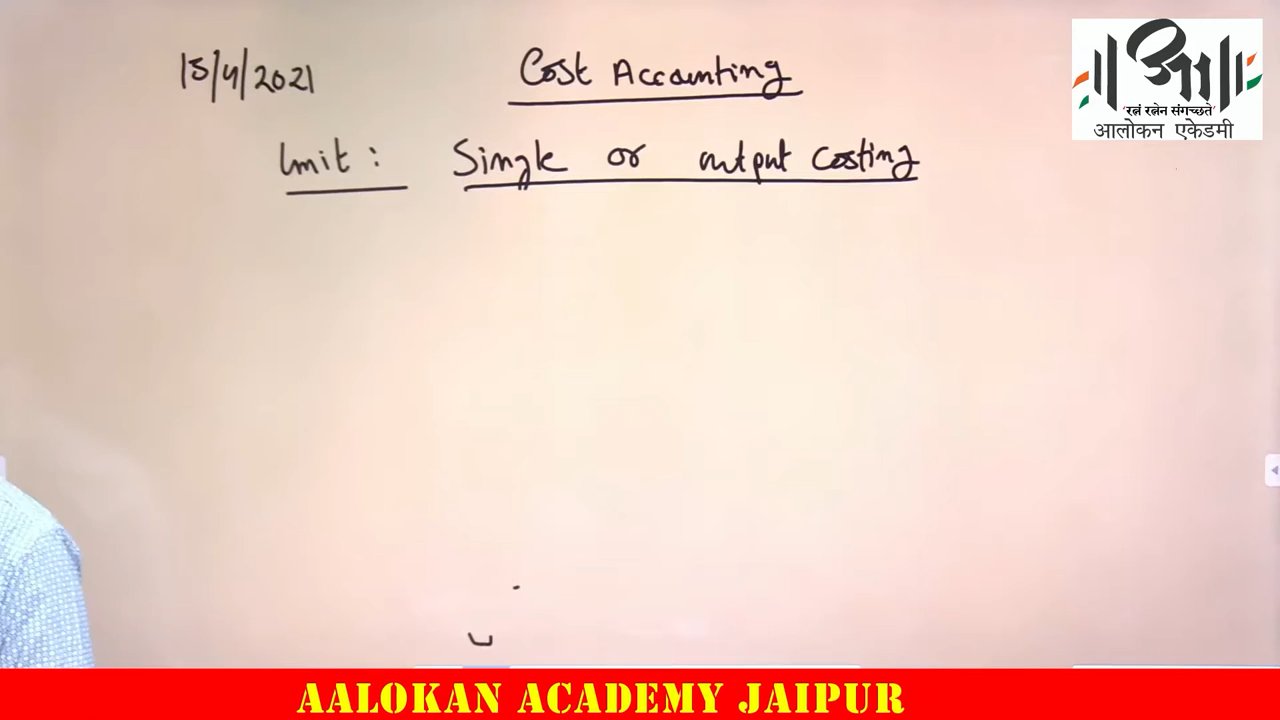 15/4/2021
Cost Accounting
Unit : Single or output Costing
'रत्नं रत्नेन संगच्छते'
आलोकन एकेडमी
AALOKAN ACADEMY JAIPUR